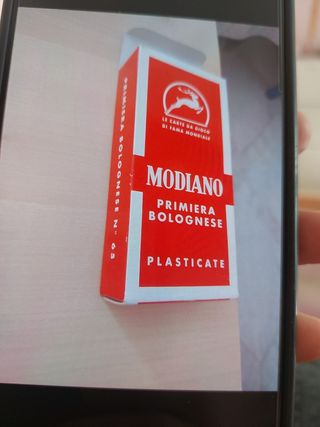 LE CARTE DA GIOCO
DI FAMA MONDIALE
MODIANO
PRIMIERA
BOLOGNESE
PLASTICATE
PRIMIERA BOLOGNESE N° 63